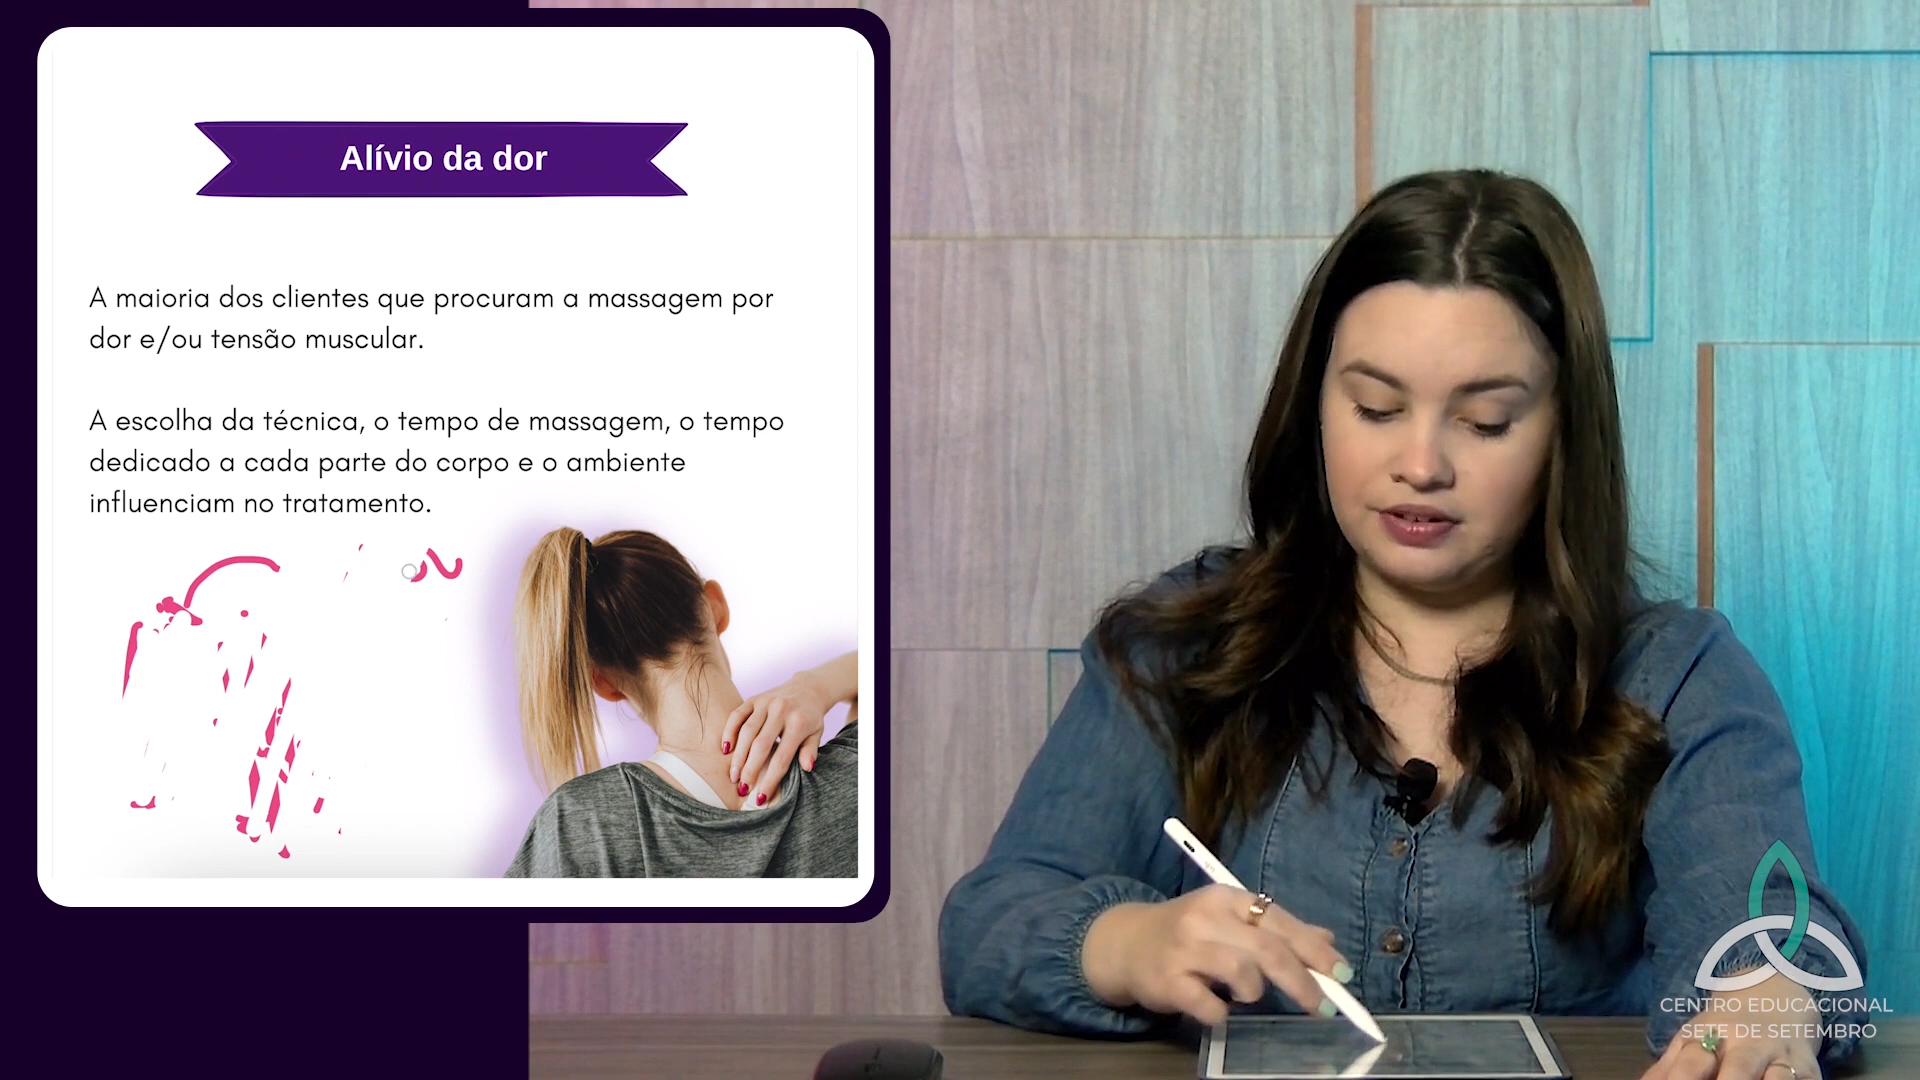 Alívio da dor
A maioria dos clientes que procuram a massagem por
dor e/ou tensão muscular.
A escolha da técnica, o tempo de massagem, o tempo
dedicado a cada parte do corpo e o ambiente
influenciam no tratamento.
CENTRO EDUCACIONAL
SETE DE SETEMBRO